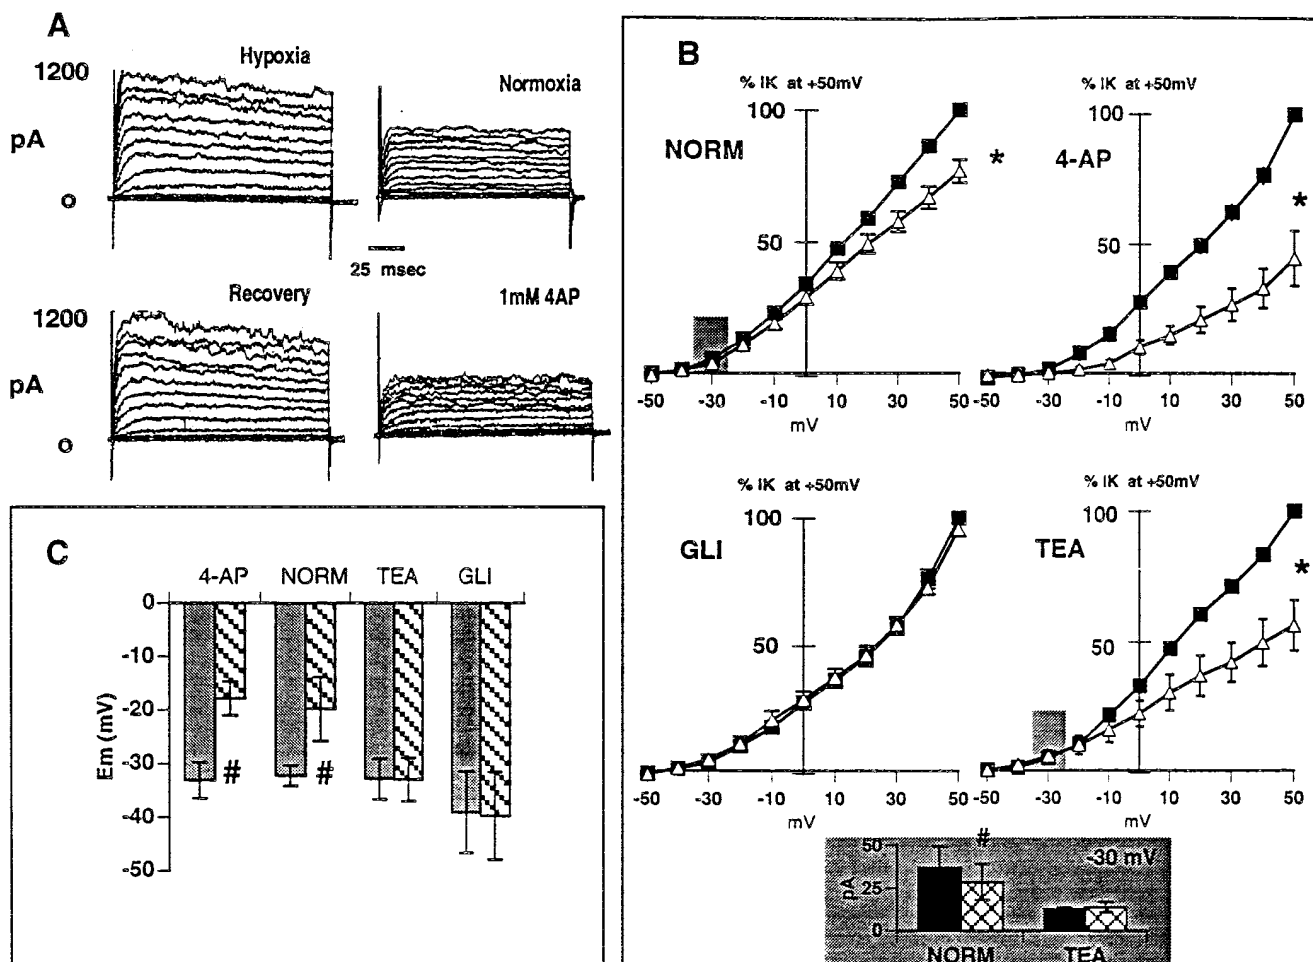 A
Hypoxia
Normoxia
1200
pA
o
25 msec
Recovery
1mM 4AP
1200
pA
o
B
% IK at +50mV
100
NORM
*
50
-50 -30 -10 10 30 50
mV
% IK at +50mV
100
4-AP
*
50
-50 -30 -10 10 30 50
mV
% IK at +50mV
100
GLI
50
-50 -30 -10 10 30 50
mV
% IK at +50mV
100
TEA
*
50
-50 -30 -10 10 30 50
mV
50
25
0
pA
#
-30 mV
NORM
TEA
C
4-AP NORM TEA GLI
0
-10
-20
-30
-40
-50
Em (mV)
# #